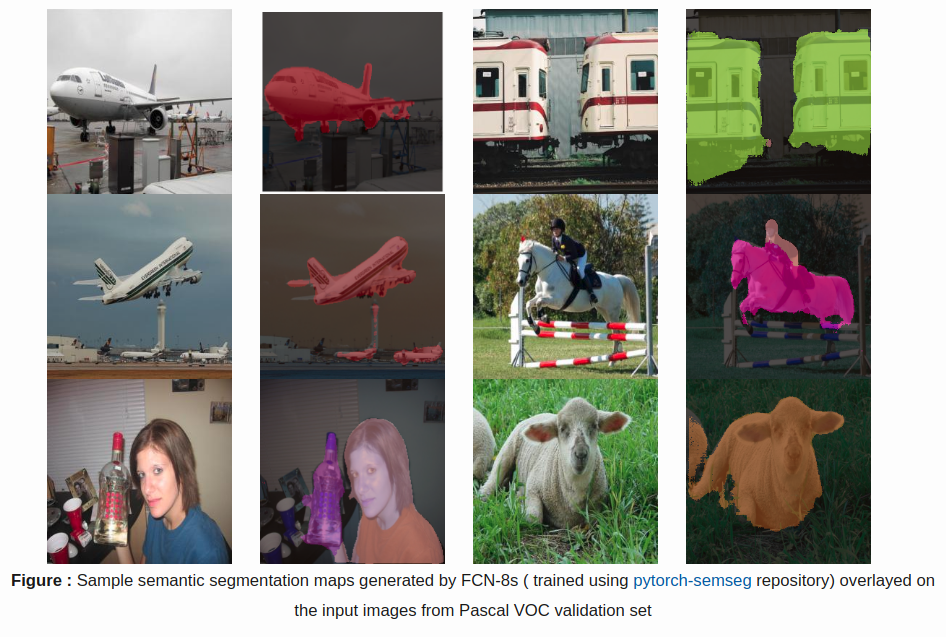 Figure : Sample semantic segmentation maps generated by FCN-8s ( trained using pytorch-semseg repository) overlayed on
the input images from Pascal VOC validation set